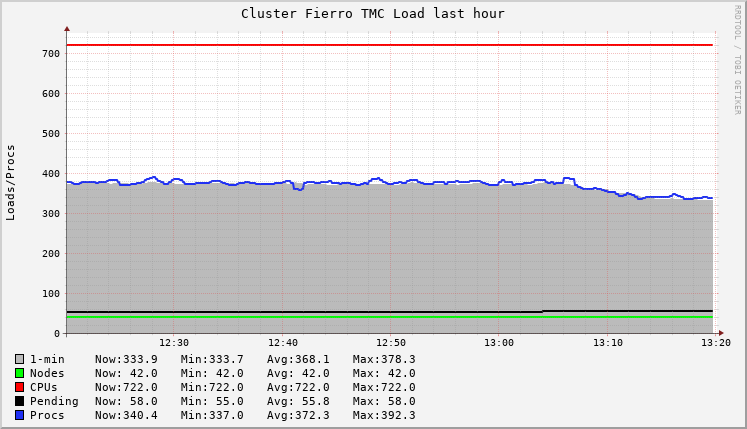 Cluster Fierro TMC Load last hour
RRDTOOL / TOBI OETIKER
Loads/Procs
700
600
500
400
300
200
100
0
12:30 12:40 12:50 13:00 13:10 13:20
1-min Now:333.9 Min:333.7 Avg:368.1 Max:378.3
Nodes Now: 42.0 Min: 42.0 Avg: 42.0 Max: 42.0
CPUs Now:722.0 Min:722.0 Avg:722.0 Max:722.0
Pending Now: 58.0 Min: 55.0 Avg: 55.8 Max: 58.0
Procs Now:340.4 Min:337.0 Avg:372.3 Max:392.3